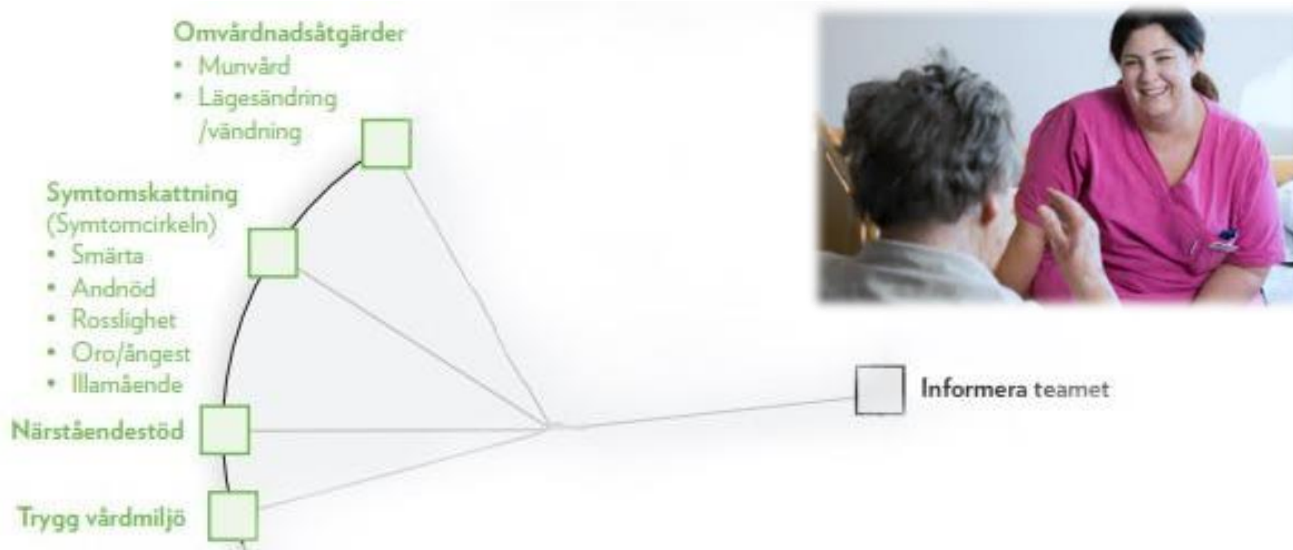 Omvårdnadsåtgärder
• Munvård
• Lägesändring
/vändning
Symtomskattning
(Symtomcirkeln)
• Smärta
• Andnöd
• Rosslighet
• Oro/ångest
• Illamående
Närståendestöd
Trygg vårdmiljö
Informera teamet